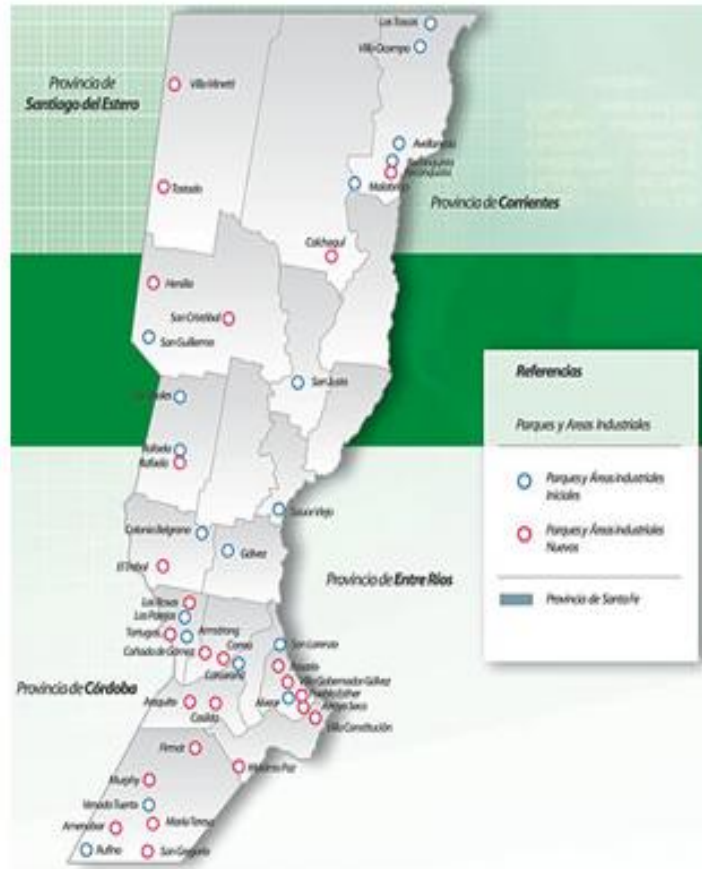 Las Toscas
Villa Ocampo
Provincia de
Santiago del Estero
Villa Minetti
Avellaneda
Reconquista
Reconquista
Tostado
Malabrigo
Provincia de Corrientes
Calchaquí
Hersilia
San Cristóbal
San Guillermo
San Justo
Referencias
Parques y Areas Industriales
Sunchales
Rafaela
Rafaela
Parques y Áreas Industriales
Iniciales
Parques y Áreas Industriales
Nuevos
Sauce Viejo
Colonia Belgrano
Gálvez
El Trébol
Provincia de Entre Ríos
Provincia de Santa Fe
Las Rosas
Las Parejas
Tortugas
Armstrong
San Lorenzo
Cañada de Gómez
Correa
Carcarañá
Rosario
Villa Gobernador Gálvez
Provincia de Córdoba
Pueblo Esther
Arequito
Alvear
Arroyo Seco
Casilda
Villa Constitución
Firmat
Máximo Paz
Murphy
Venado Tuerto
Amenábar
María Teresa
Rufino
San Gregorio